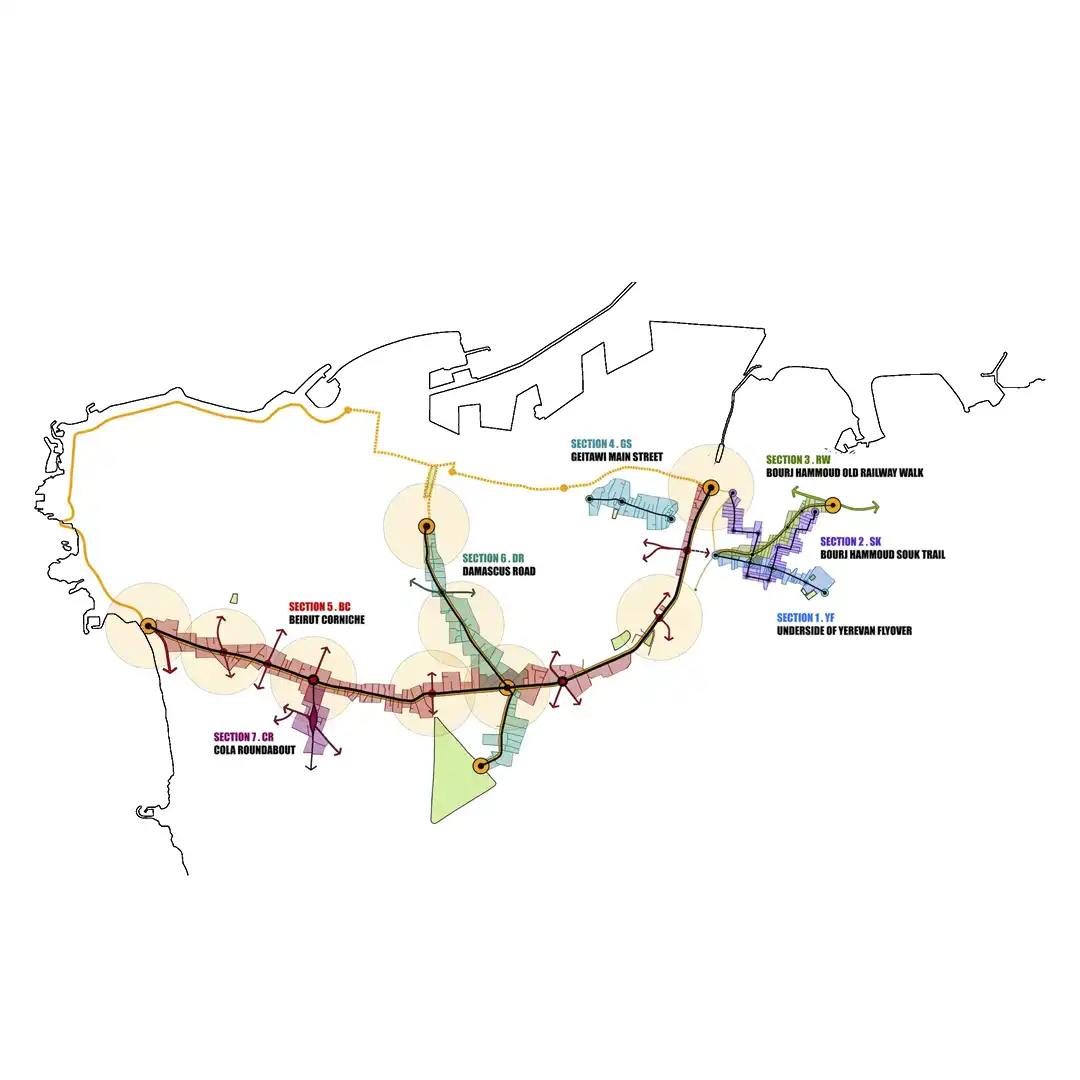 SECTION 4 . GS
GEITAWI MAIN STREET
SECTION 3 . RW
BOURJ HAMMOUD OLD RAILWAY WALK
SECTION 2 . SK
BOURJ HAMMOUD SOUK TRAIL
SECTION 6 . DR
DAMASCUS ROAD
SECTION 5 . BC
BEIRUT CORNICHE
SECTION 1 . YF
UNDERSIDE OF YEREVAN FLYOVER
SECTION 7 . CR
COLA ROUNDABOUT